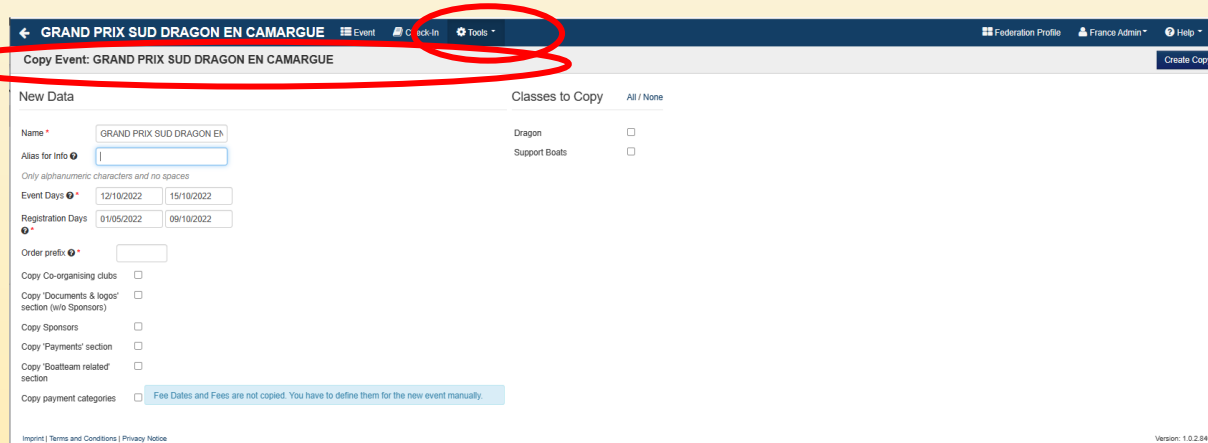 GRAND PRIX SUD DRAGON EN CAMARGUE Event Check-In Tools Federation Profile France Admin Help
Copy Event: GRAND PRIX SUD DRAGON EN CAMARGUE Create Copy
New Data Classes to Copy All / None
Name * GRAND PRIX SUD DRAGON EN Dragon
Alias for Info Support Boats
Only alphanumeric characters and no spaces
Event Days * 12/10/2022 15/10/2022
Registration Days * 01/05/2022 09/10/2022
Order prefix *
Copy Co-organising clubs
Copy 'Documents & logos'
section (w/o Sponsors)
Copy Sponsors
Copy 'Payments' section
Copy 'Boatteam related'
section
Copy payment categories Fee Dates and Fees are not copied. You have to define them for the new event manually.
Imprint | Terms and Conditions | Privacy Notice Version: 1.0.2.84